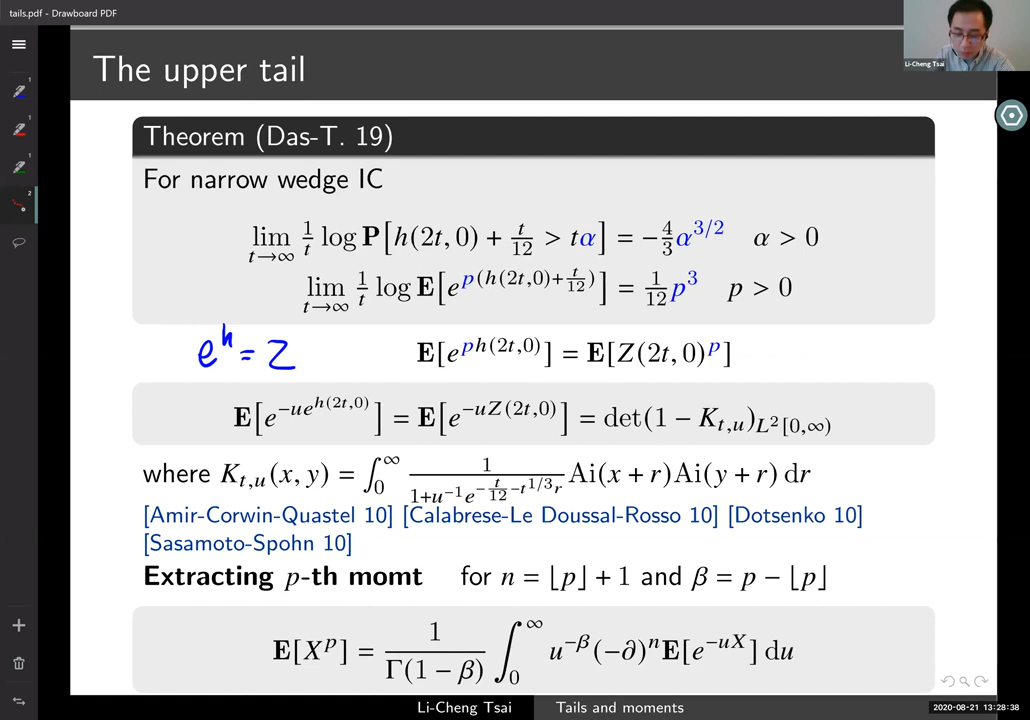 tails.pdf - Drawboard PDF
Li-Cheng Tsai
The upper tail
Theorem (Das-T. 19)
For narrow wedge IC
lim_{t→∞} 1/t log P[h(2t,0) + t/12 > tα] = −4/3 α^{3/2}   α > 0
lim_{t→∞} 1/t log E[e^{p(h(2t,0)+t/12)}] = 1/12 p^3   p > 0
e^h = Z   E[e^{ph(2t,0)}] = E[Z(2t,0)^p]
E[e^{−ue^{h(2t,0)}}] = E[e^{−uZ(2t,0)}] = det(1 − K_{t,u})_{L^2[0,∞)}
where K_{t,u}(x, y) = ∫_0^∞ 1/(1+u^{−1}e^{−t/12−t^{1/3}r}) Ai(x + r)Ai(y + r) dr
[Amir-Corwin-Quastel 10] [Calabrese-Le Doussal-Rosso 10] [Dotsenko 10]
[Sasamoto-Spohn 10]
Extracting p-th momt   for n = ⌊p⌋ + 1 and β = p − ⌊p⌋
E[X^p] = 1/Γ(1 − β) ∫_0^∞ u^{−β}(−∂)^n E[e^{−uX}] du
Li-Cheng Tsai   Tails and moments
2020-08-21 13:28:38